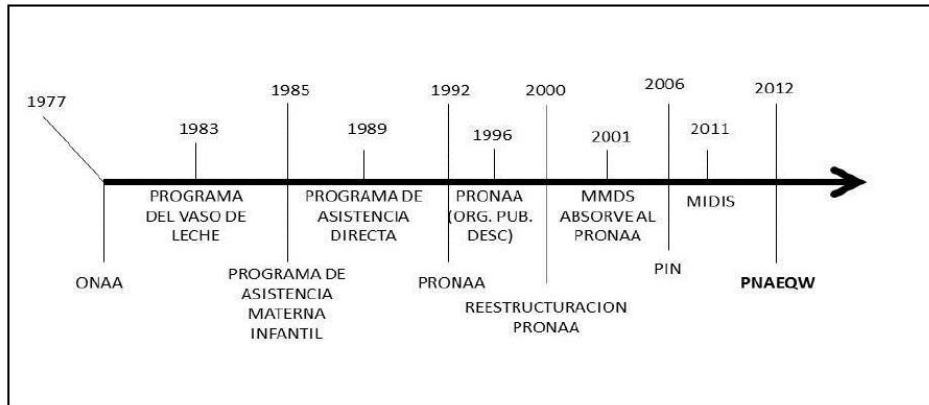 1977
1985
1992
2000
2006
2012
1983
1989
1996
2001
2011
PROGRAMA
DEL VASO DE
LECHE
PROGRAMA DE
ASISTENCIA
DIRECTA
PRONAA
(ORG. PUB.
DESC)
MMDS
ABSORVE AL
PRONAA
MIDIS
ONAA
PROGRAMA DE
ASISTENCIA
MATERNA
INFANTIL
PRONAA
REESTRUCTURACION
PRONAA
PIN
PNAEQW